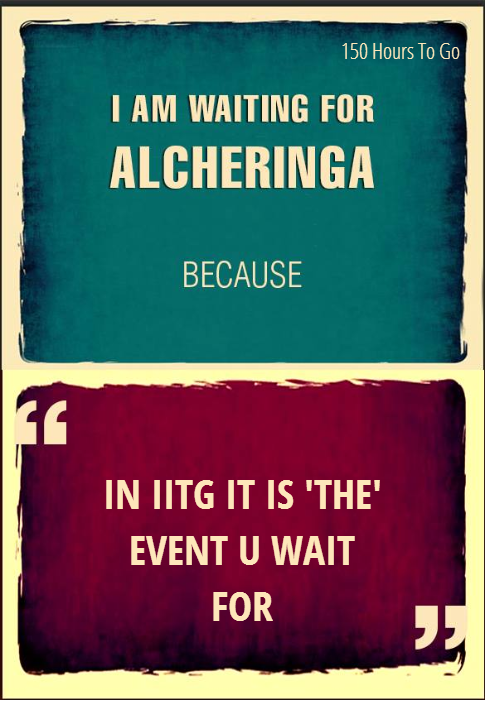 150 Hours To Go
I AM WAITING FOR
ALCHERINGA
BECAUSE
“
IN IITG IT IS 'THE'
EVENT U WAIT
FOR
”